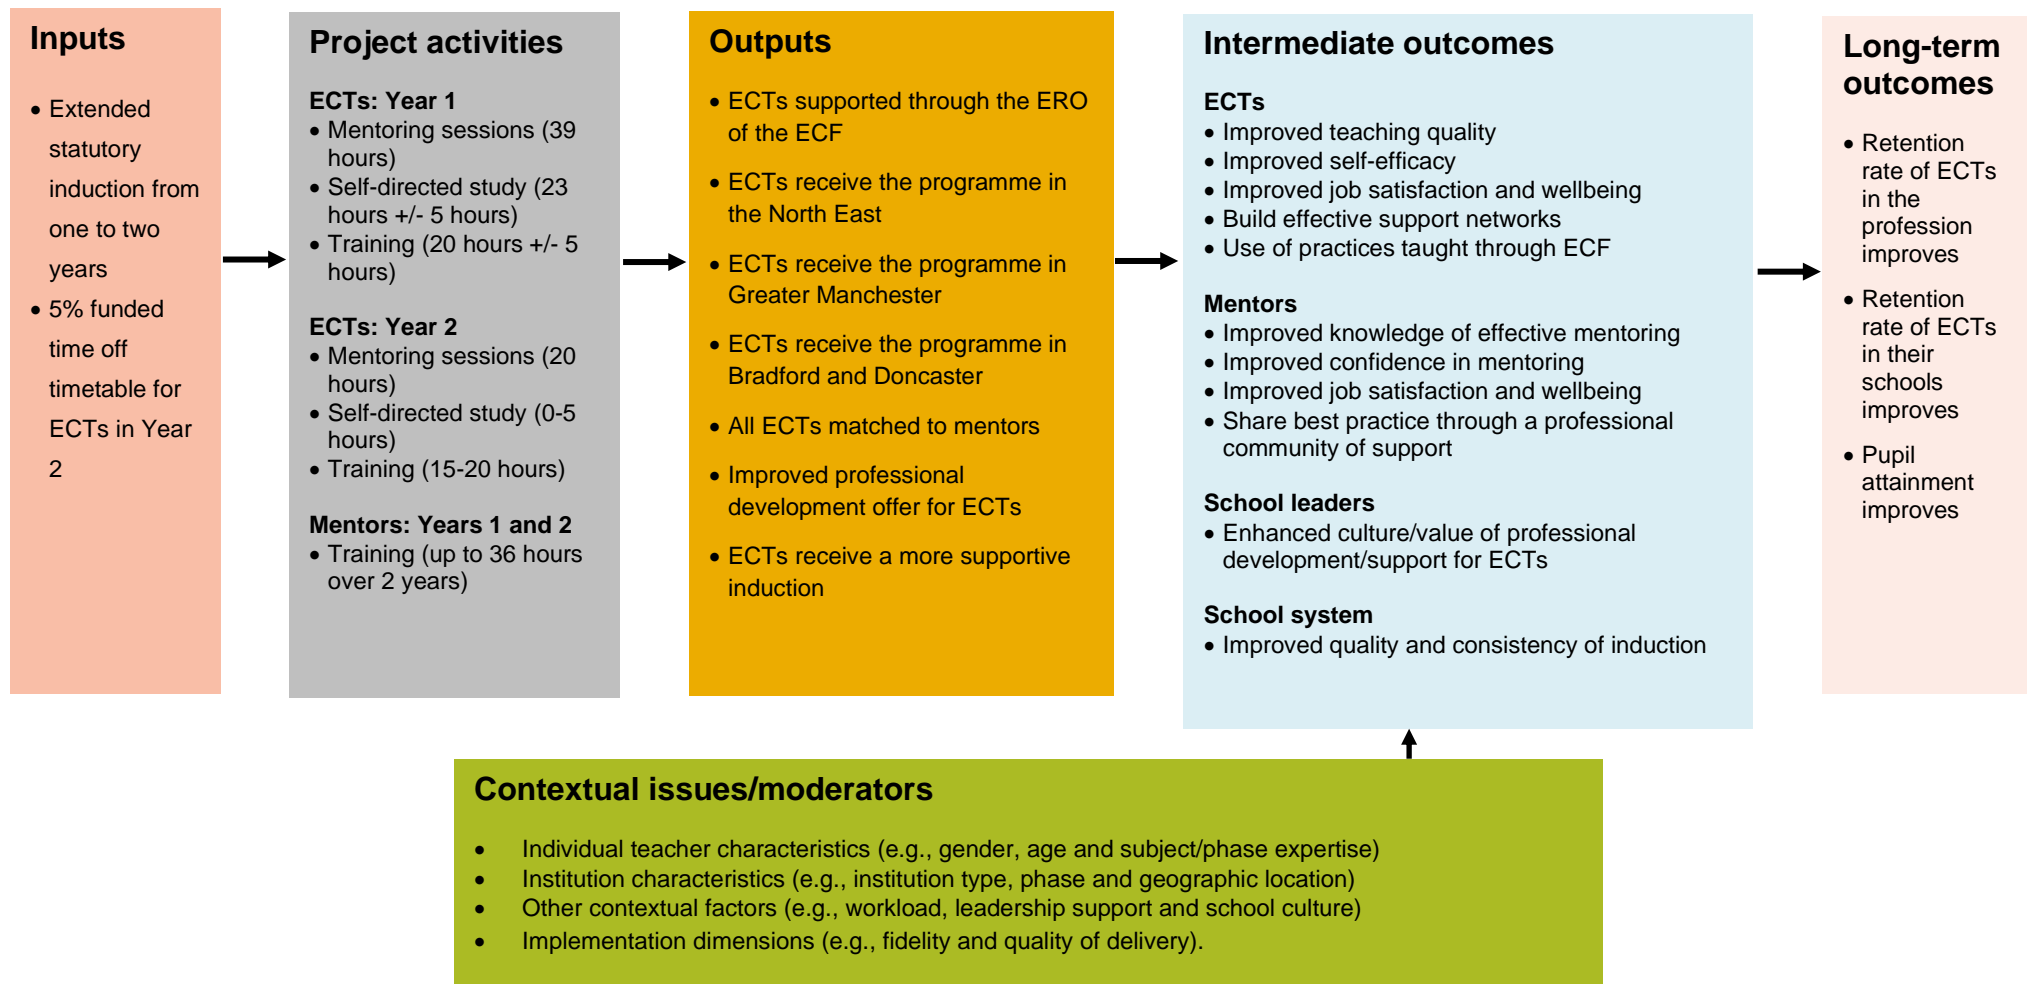 Inputs
• Extended
statutory
induction from
one to two
years
• 5% funded
time off
timetable for
ECTs in Year
2
Project activities
ECTs: Year 1
• Mentoring sessions (39
hours)
• Self-directed study (23
hours +/- 5 hours)
• Training (20 hours +/- 5
hours)
ECTs: Year 2
• Mentoring sessions (20
hours)
• Self-directed study (0-5
hours)
• Training (15-20 hours)
Mentors: Years 1 and 2
• Training (up to 36 hours
over 2 years)
Outputs
• ECTs supported through the ERO
of the ECF
• ECTs receive the programme in
the North East
• ECTs receive the programme in
Greater Manchester
• ECTs receive the programme in
Bradford and Doncaster
• All ECTs matched to mentors
• Improved professional
development offer for ECTs
• ECTs receive a more supportive
induction
Intermediate outcomes
ECTs
• Improved teaching quality
• Improved self-efficacy
• Improved job satisfaction and wellbeing
• Build effective support networks
• Use of practices taught through ECF
Mentors
• Improved knowledge of effective mentoring
• Improved confidence in mentoring
• Improved job satisfaction and wellbeing
• Share best practice through a professional
community of support
School leaders
• Enhanced culture/value of professional
development/support for ECTs
School system
• Improved quality and consistency of induction
Long-term
outcomes
• Retention
rate of ECTs
in the
profession
improves
• Retention
rate of ECTs
in their
schools
improves
• Pupil
attainment
improves
Contextual issues/moderators
• Individual teacher characteristics (e.g., gender, age and subject/phase expertise)
• Institution characteristics (e.g., institution type, phase and geographic location)
• Other contextual factors (e.g., workload, leadership support and school culture)
• Implementation dimensions (e.g., fidelity and quality of delivery).